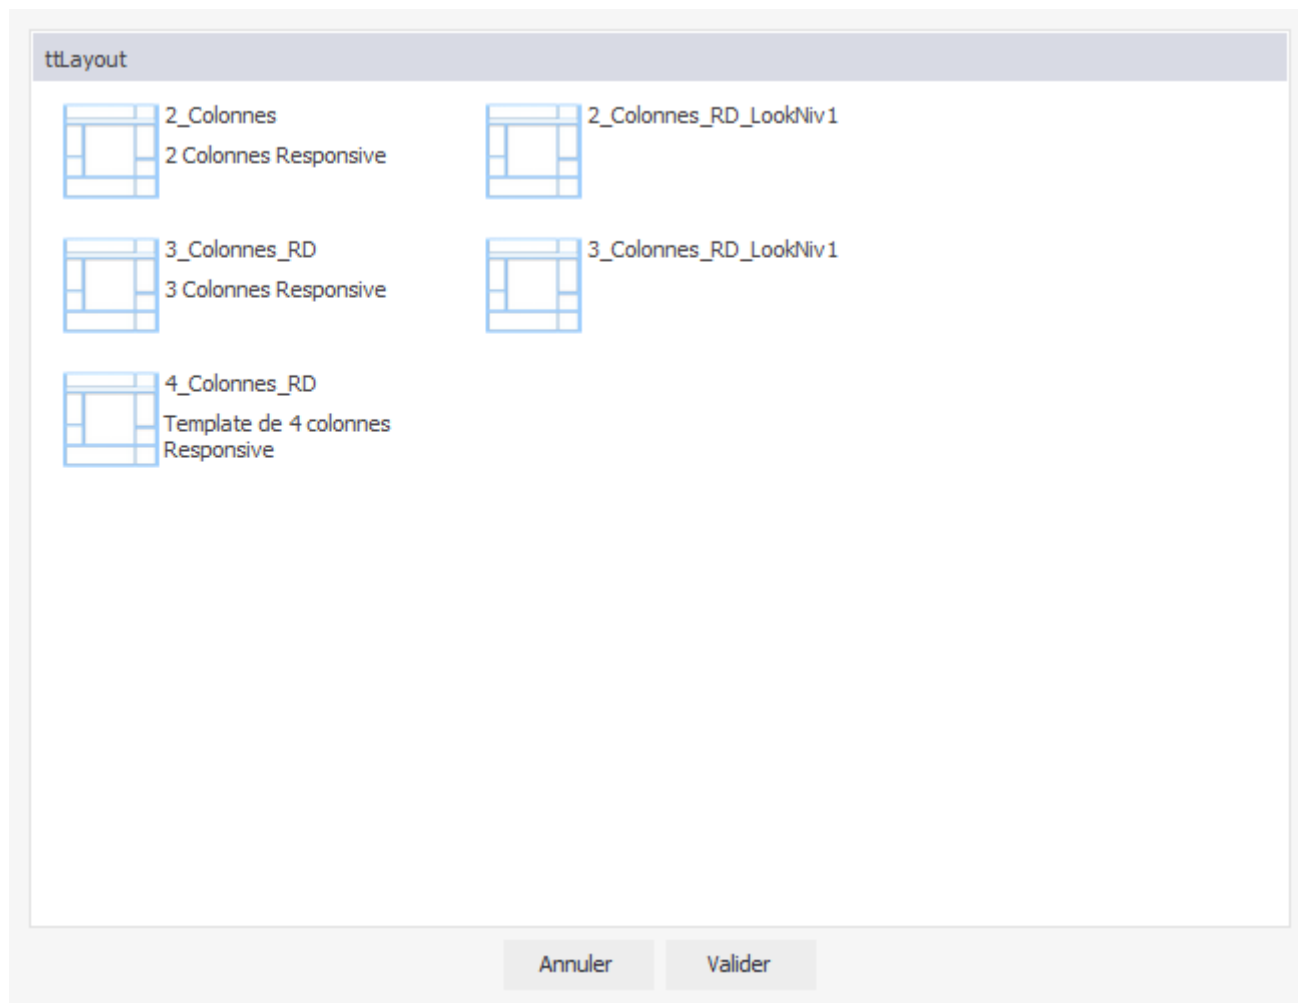 ttLayout
2_Colonnes
2 Colonnes Responsive
2_Colonnes_RD_LookNiv1
3_Colonnes_RD
3 Colonnes Responsive
3_Colonnes_RD_LookNiv1
4_Colonnes_RD
Template de 4 colonnes
Responsive
Annuler
Valider